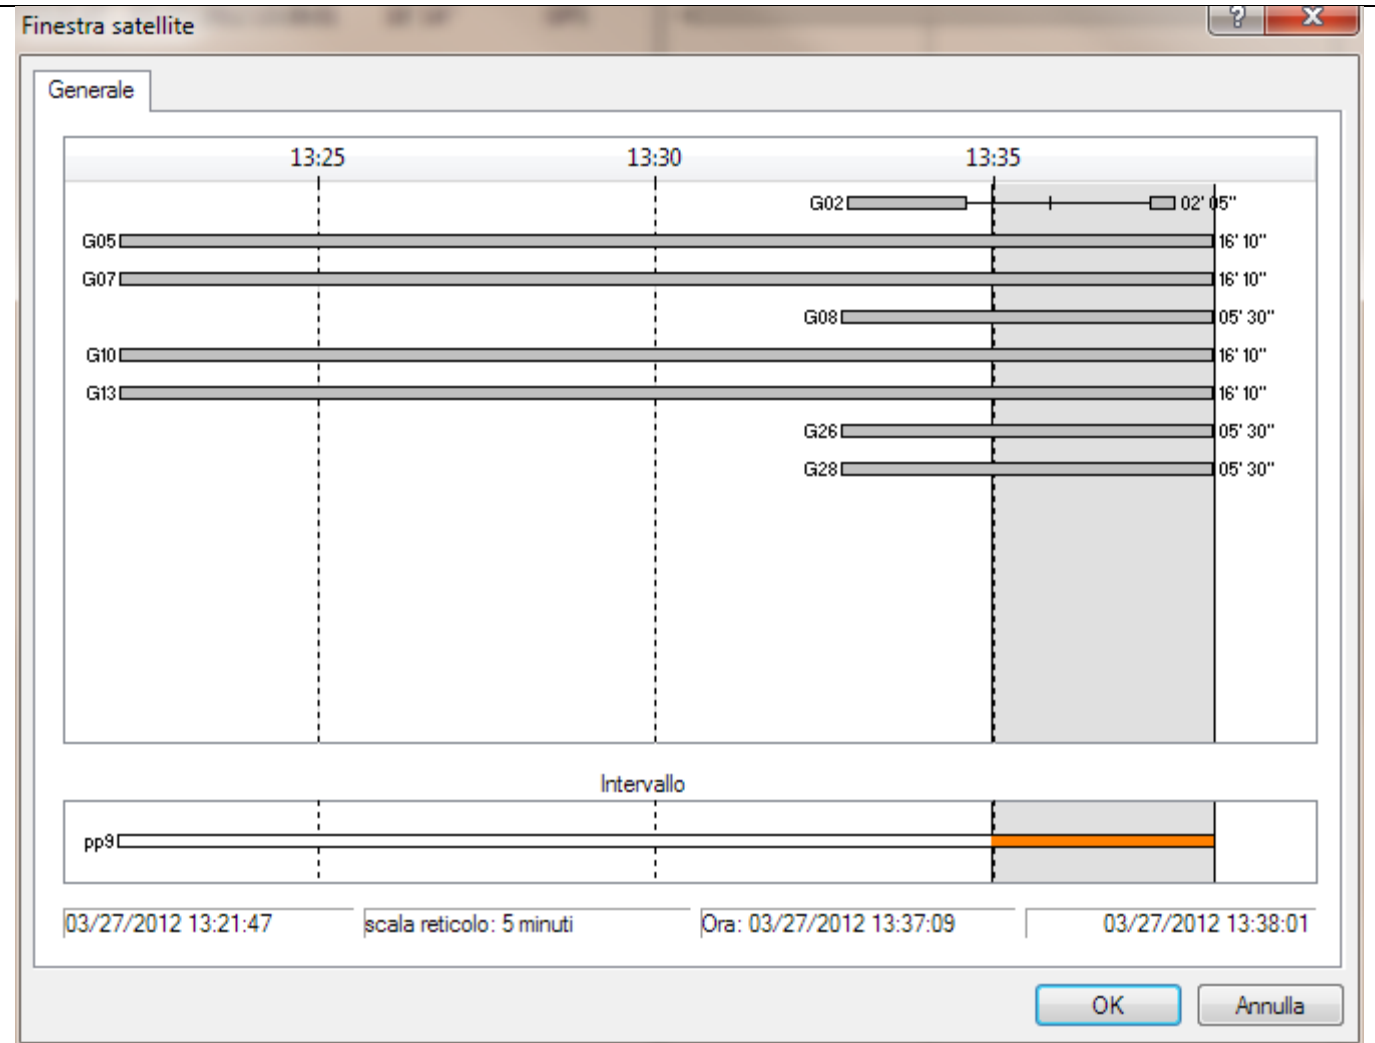 Finestra satellite
?
Generale
13:25 13:30 13:35
G02 02' 05"
G05 16' 10"
G07 16' 10"
G08 05' 30"
G10 16' 10"
G13 16' 10"
G26 05' 30"
G28 05' 30"
Intervallo
pp9
03/27/2012 13:21:47 scala reticolo: 5 minuti Ora: 03/27/2012 13:37:09 03/27/2012 13:38:01
OK Annulla